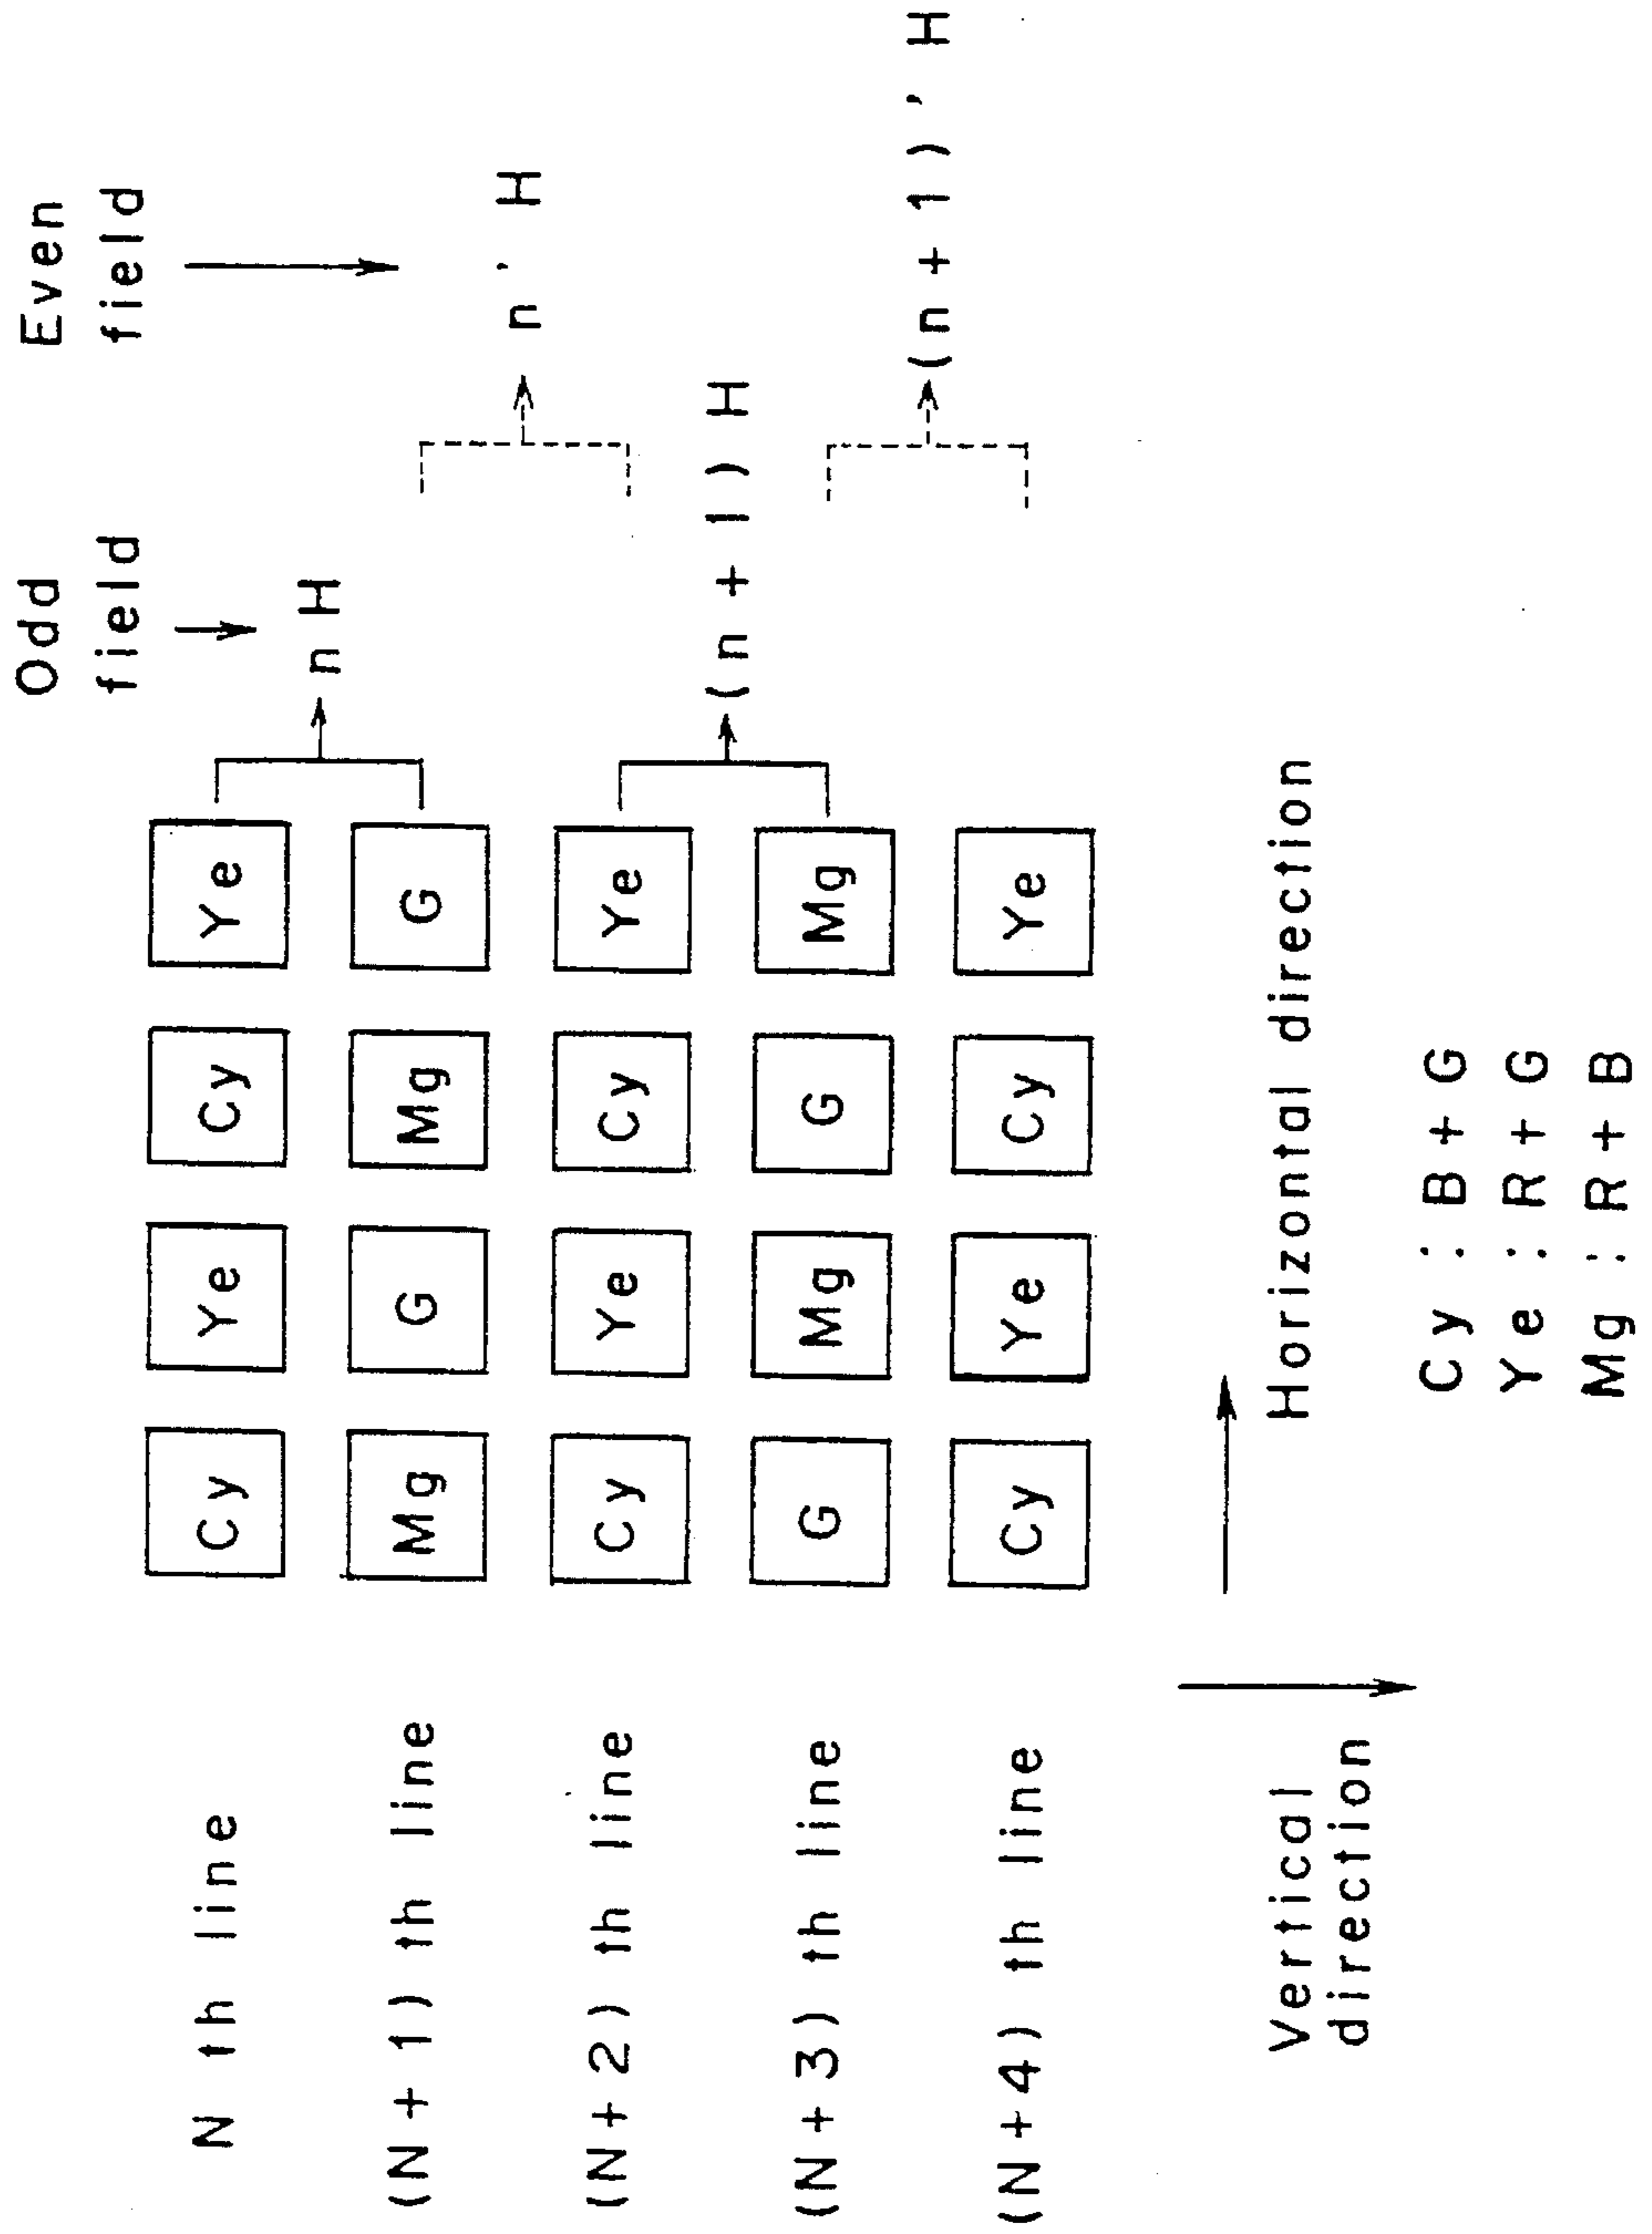 Odd field
Even field
N th line Cy Ye Cy Ye n H
(N + 1) th line Mg G Mg G n ' H
(N + 2) th line Cy Ye Cy Ye (n + 1) H
(N + 3) th line G Mg G Mg (n + 1) ' H
(N + 4) th line Cy Ye Cy Ye
Vertical direction
Horizontal direction
Cy : B + G
Ye : R + G
Mg : R + B